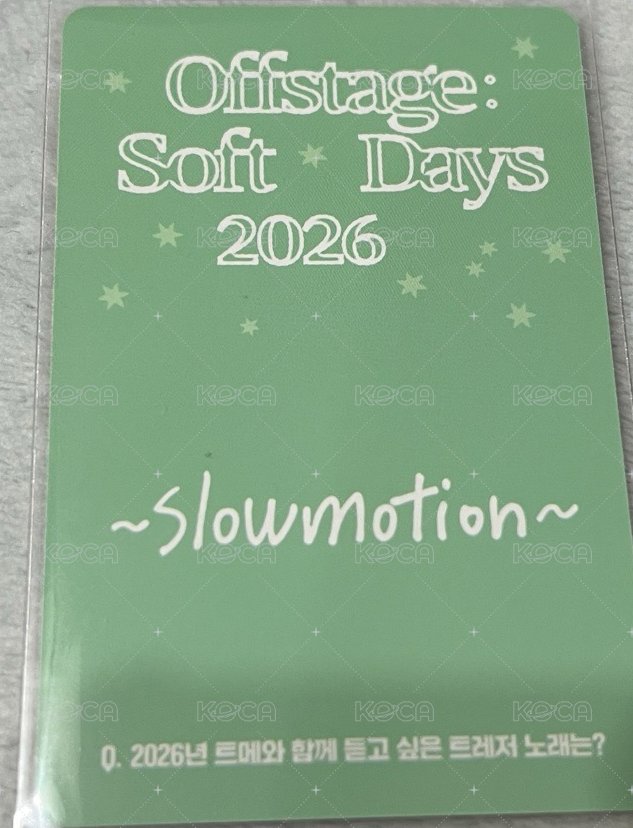 Offstage:
Soft Days
2026
~slowmotion~
Q. 2026년 트메와 함께 듣고 싶은 트레저 노래는?
KOCA